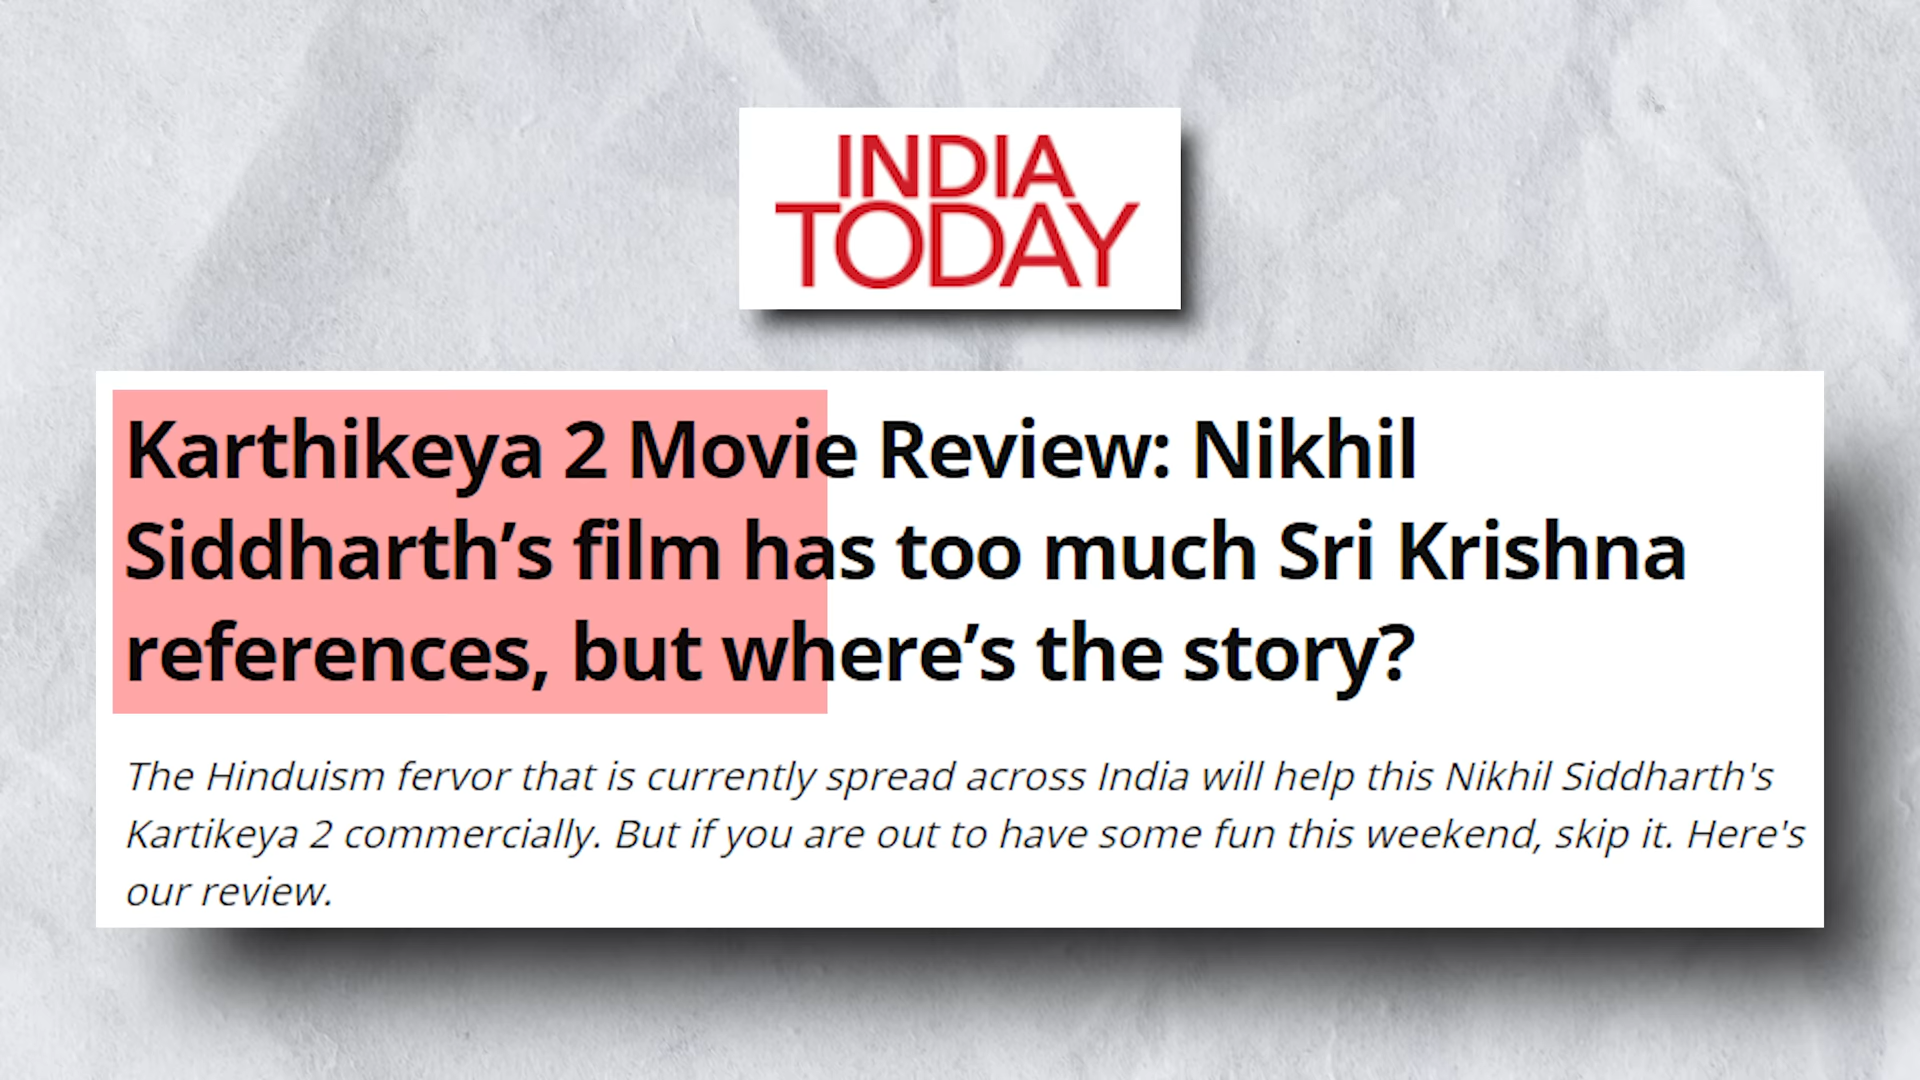 INDIA
TODAY
Karthikeya 2 Movie Review: Nikhil
Siddharth’s film has too much Sri Krishna
references, but where’s the story?
The Hinduism fervor that is currently spread across India will help this Nikhil Siddharth's
Kartikeya 2 commercially. But if you are out to have some fun this weekend, skip it. Here's
our review.